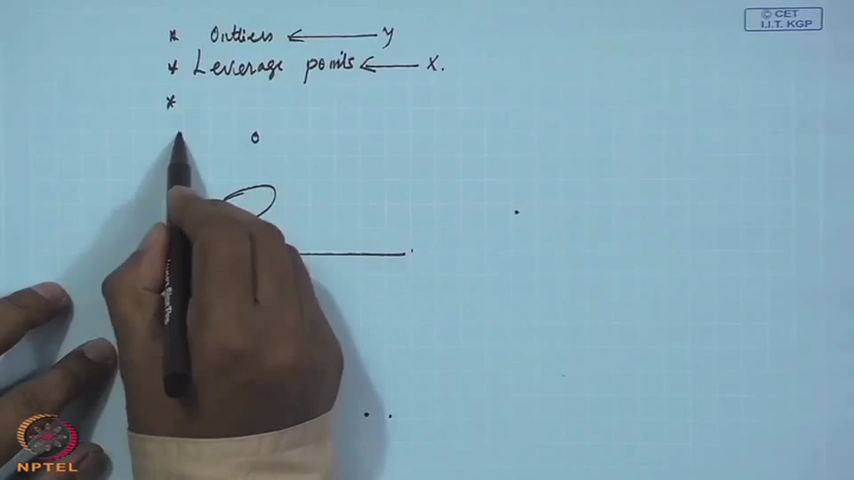 * Outliers ← y
* Leverage points ← x.
*
© CET
I.I.T. KGP
NPTEL